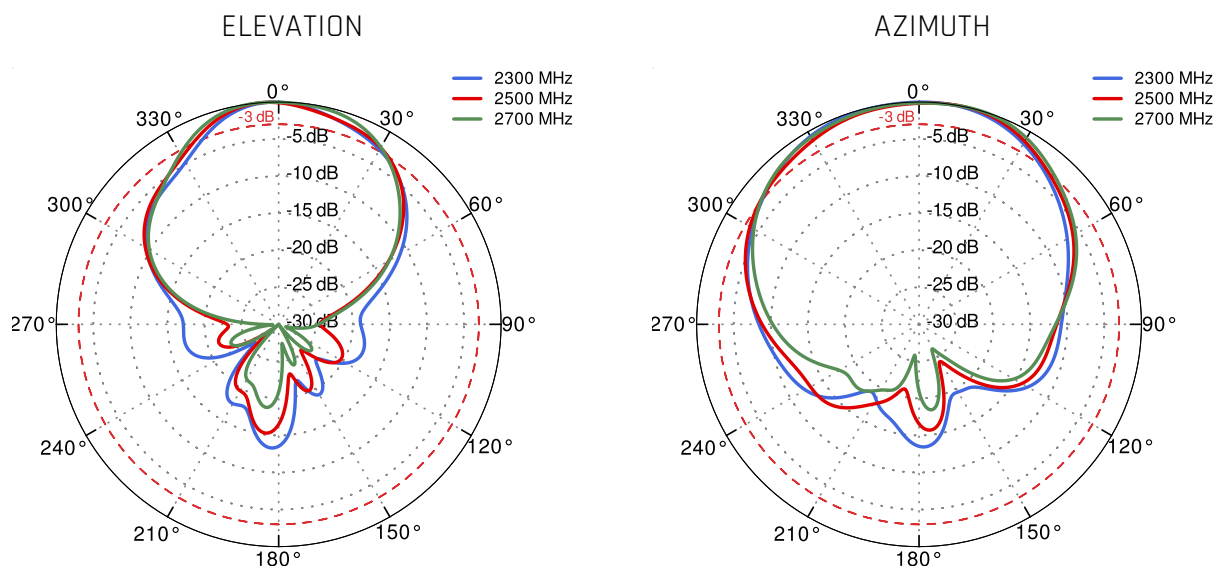 ELEVATION
2300 MHz
2500 MHz
2700 MHz
0°
330°
30°
-3 dB
-5 dB
-10 dB
300°
60°
-15 dB
-20 dB
-25 dB
270°
-30 dB
90°
240°
120°
210°
150°
180°
AZIMUTH
2300 MHz
2500 MHz
2700 MHz
0°
330°
30°
-3 dB
-5 dB
-10 dB
300°
60°
-15 dB
-20 dB
-25 dB
270°
-30 dB
90°
240°
120°
210°
150°
180°